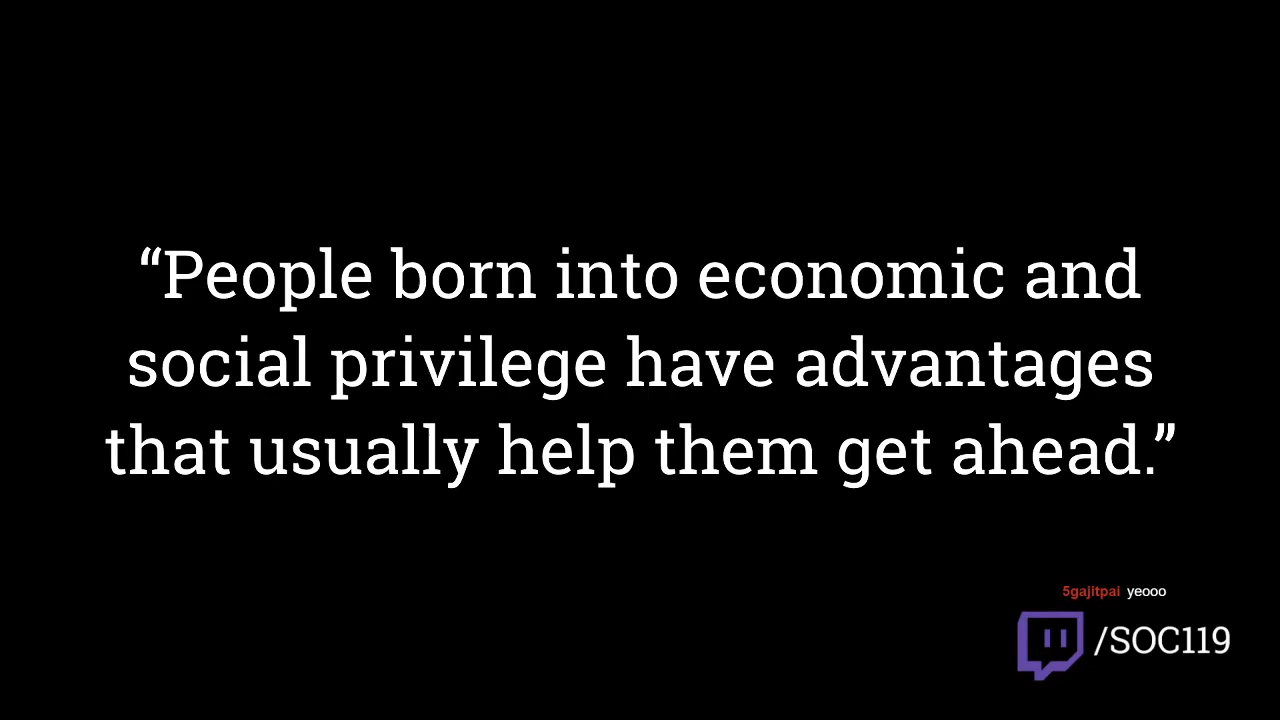 “People born into economic and
social privilege have advantages
that usually help them get ahead.”
5gajitpai yeooo
/SOC119